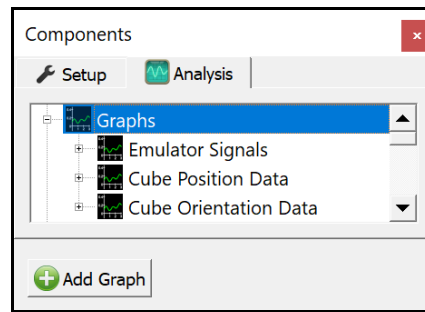 Components
Setup Analysis
Graphs
Emulator Signals
Cube Position Data
Cube Orientation Data
Add Graph